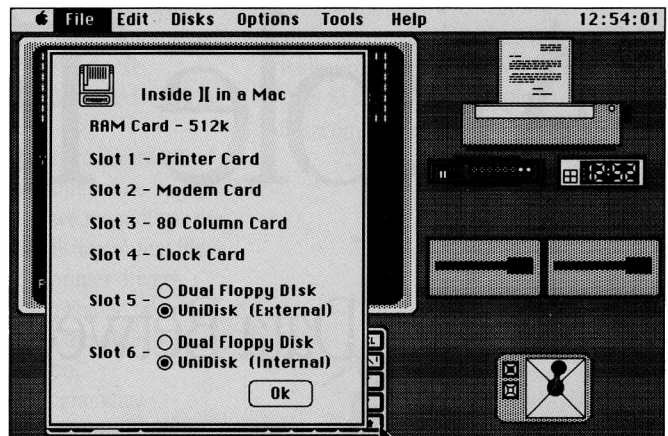 File Edit Disks Options Tools Help 12:54:01
Inside ][ in a Mac
RAM Card - 512k
Slot 1 - Printer Card
Slot 2 - Modem Card
Slot 3 - 80 Column Card
Slot 4 - Clock Card
Slot 5 -
Dual Floppy DIsk
UniDisk (External)
Slot 6 -
Dual Floppy Disk
UniDisk (Internal)
Ok